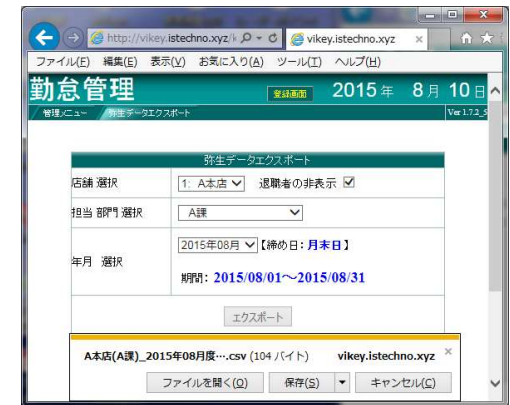 http://vikey.istechno.xyz/k
vikey.istechno.xyz ×
ファイル(F) 編集(E) 表示(V) お気に入り(A) ツール(T) ヘルプ(H)
勤怠管理 登録画面 2015年 8月 10日
管理メニュー 弥生データエクスポート Ver 1.7.2_5
弥生データエクスポート
店舗 選択 1: A本店 退職者の非表示
担当 部門 選択 A課
年月 選択 2015年08月 【締め日：月末日】
期間: 2015/08/01～2015/08/31
エクスポート
A本店(A課)_2015年08月度….csv (104 バイト) vikey.istechno.xyz ×
ファイルを開く(O) 保存(S) キャンセル(C)